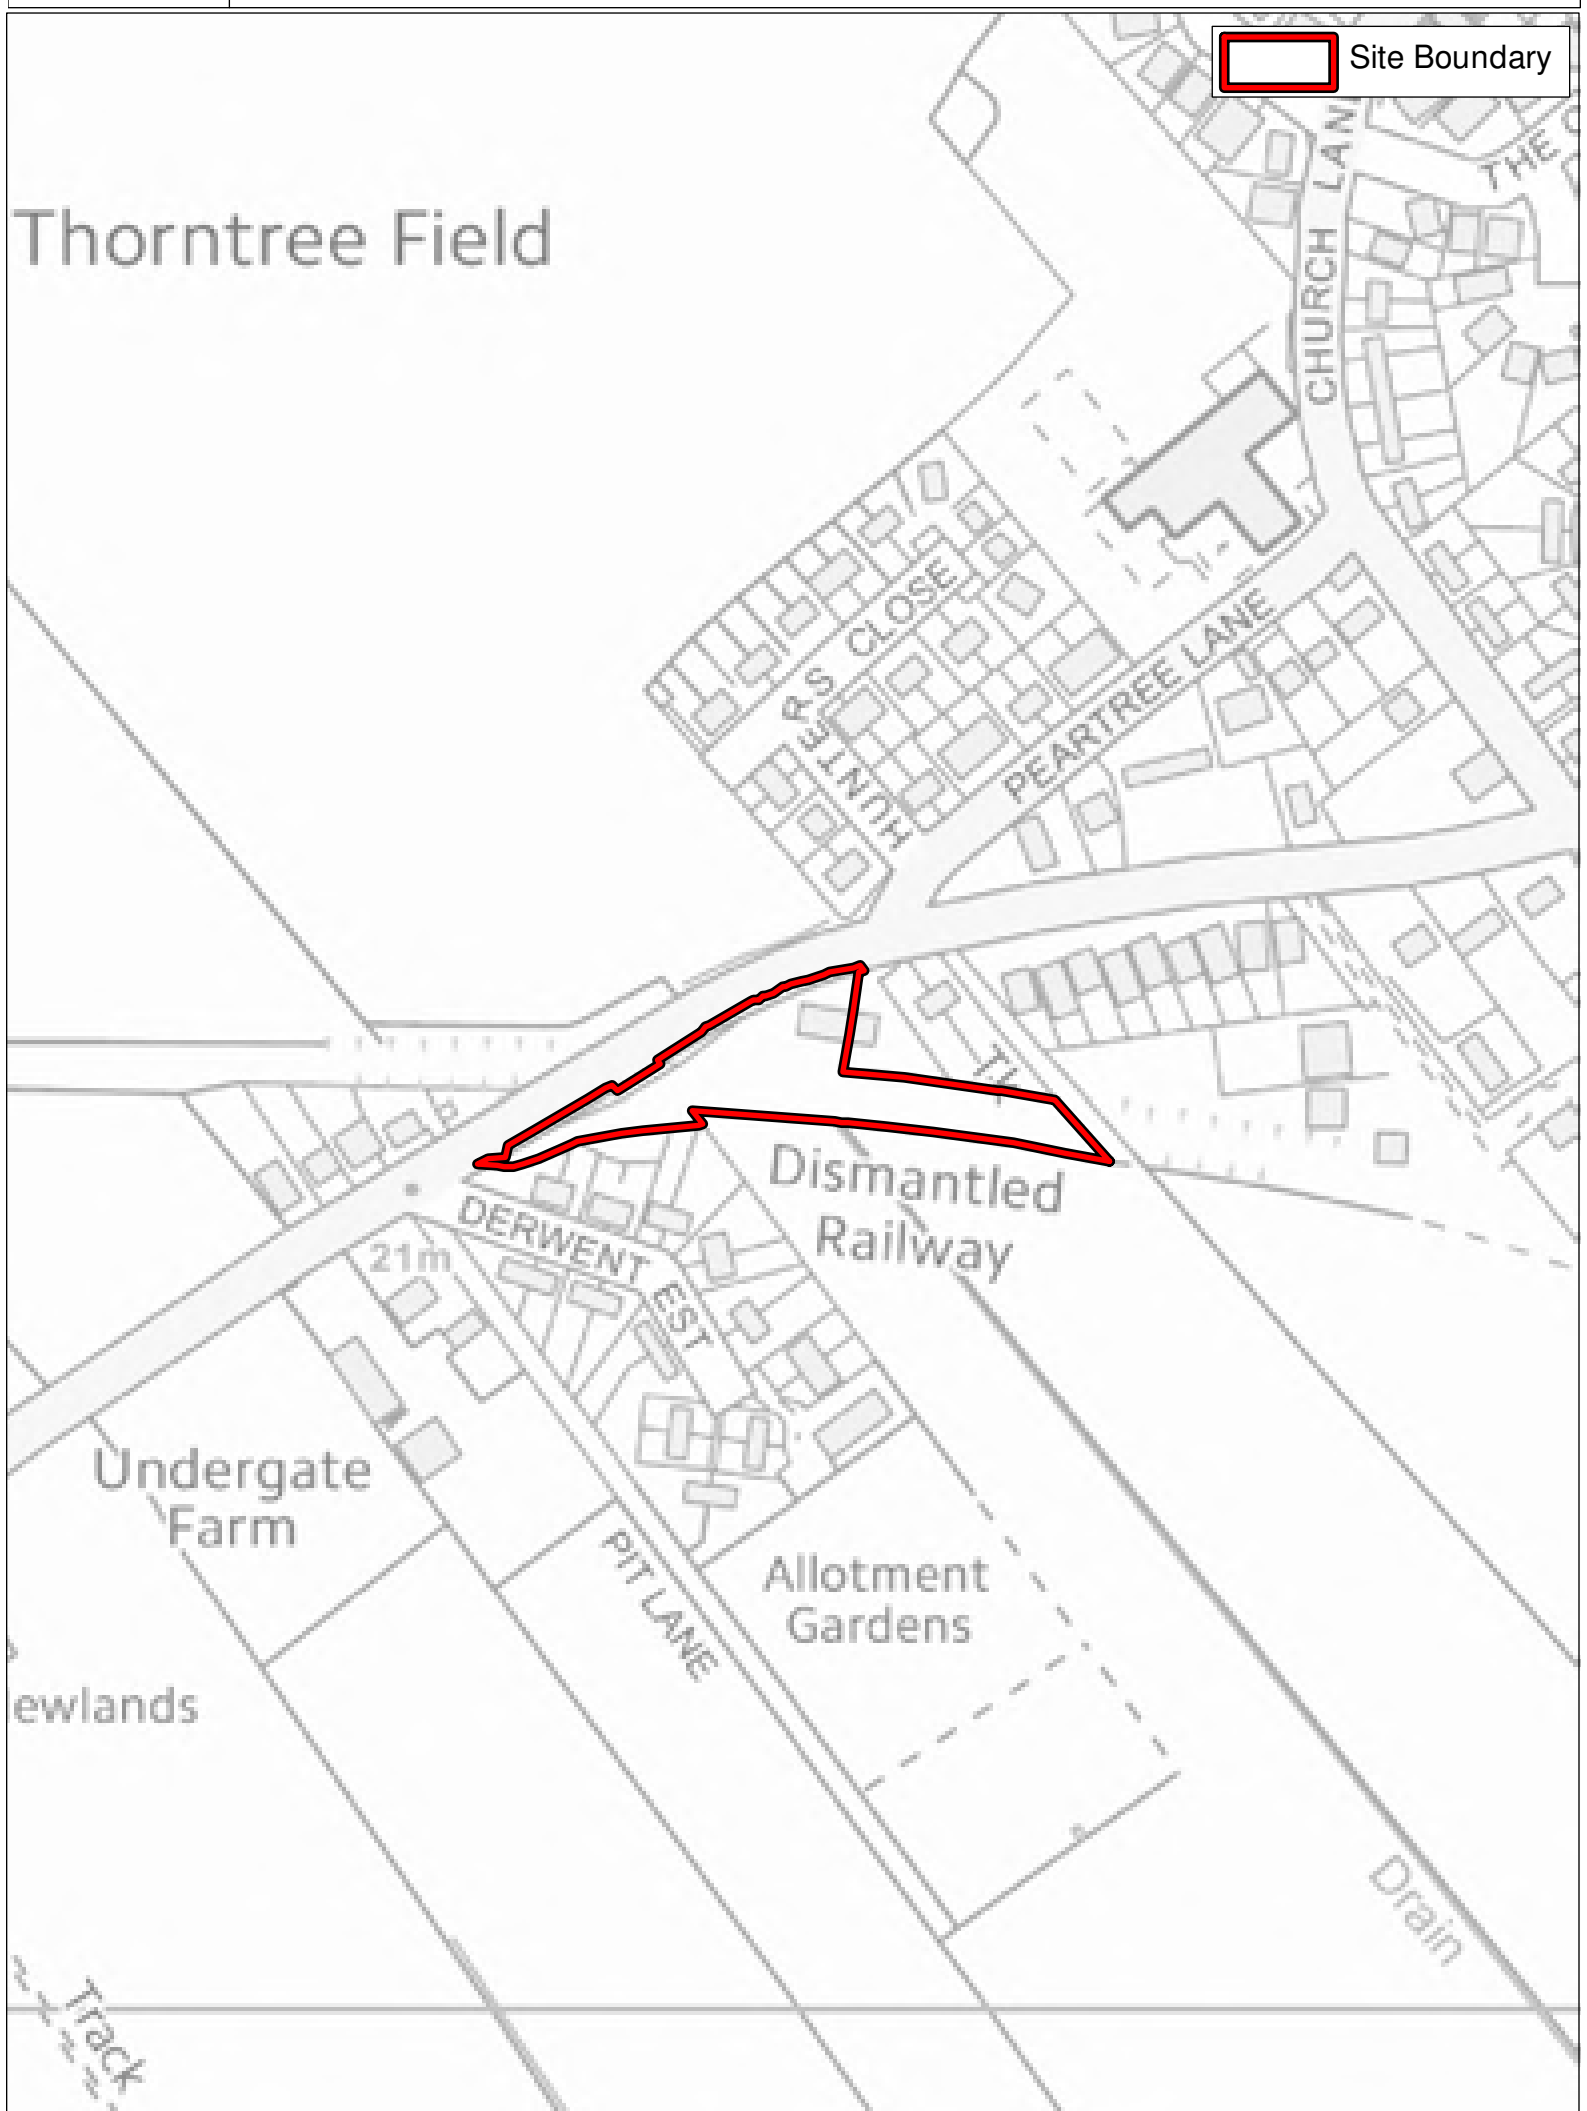 Site Boundary
CHURCH LANE
THE
Thorntree Field
HUNTERS CLOSE
PEARTREE LANE
Dismantled
Railway
DERWENT EST
21m
Undergate
Farm
PIT LANE
Allotment
Gardens
ewlands
Drain
Track